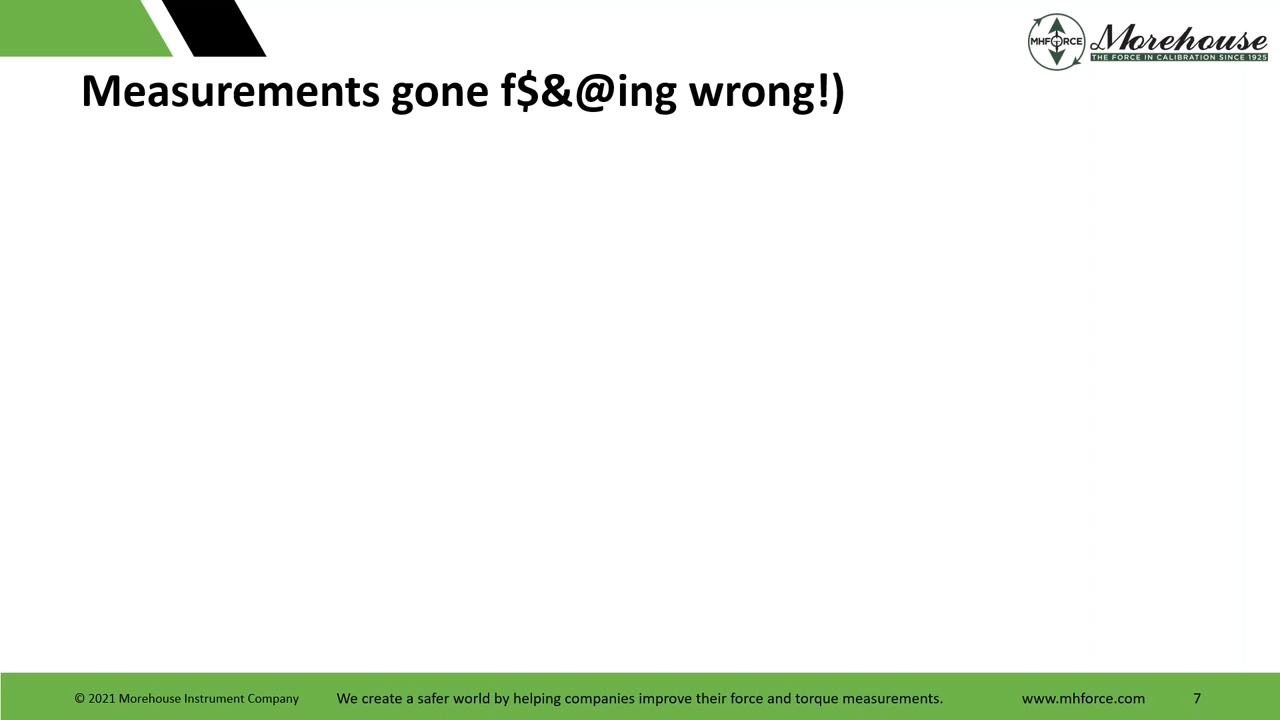 MHFORCE
Morehouse
THE FORCE IN CALIBRATION SINCE 1925
Measurements gone f$&@ing wrong!)
© 2021 Morehouse Instrument Company
We create a safer world by helping companies improve their force and torque measurements.
www.mhforce.com
7